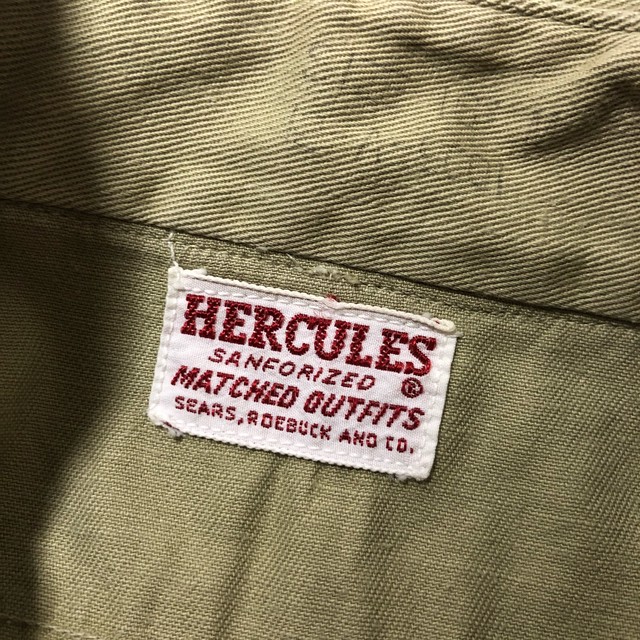 HERCULES
SANFORIZED ®
MATCHED OUTFITS
SEARS, ROEBUCK AND CO.